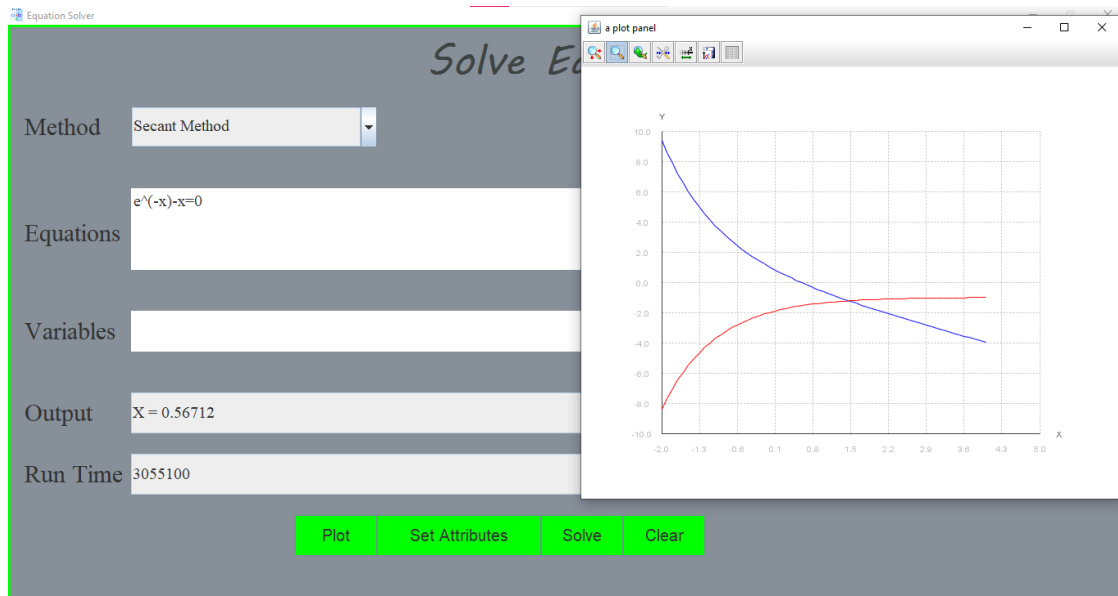 Equation Solver
Solve Eq
Method
Secant Method
Equations
e^(-x)-x=0
Variables
Output
X = 0.56712
Run Time
3055100
Plot
Set Attributes
Solve
Clear
a plot panel
Y
10.0
8.0
6.0
4.0
2.0
0.0
-2.0
-4.0
-6.0
-8.0
-10.0
X
-2.0 -1.3 -0.6 0.1 0.8 1.5 2.2 2.9 3.6 4.3 5.0